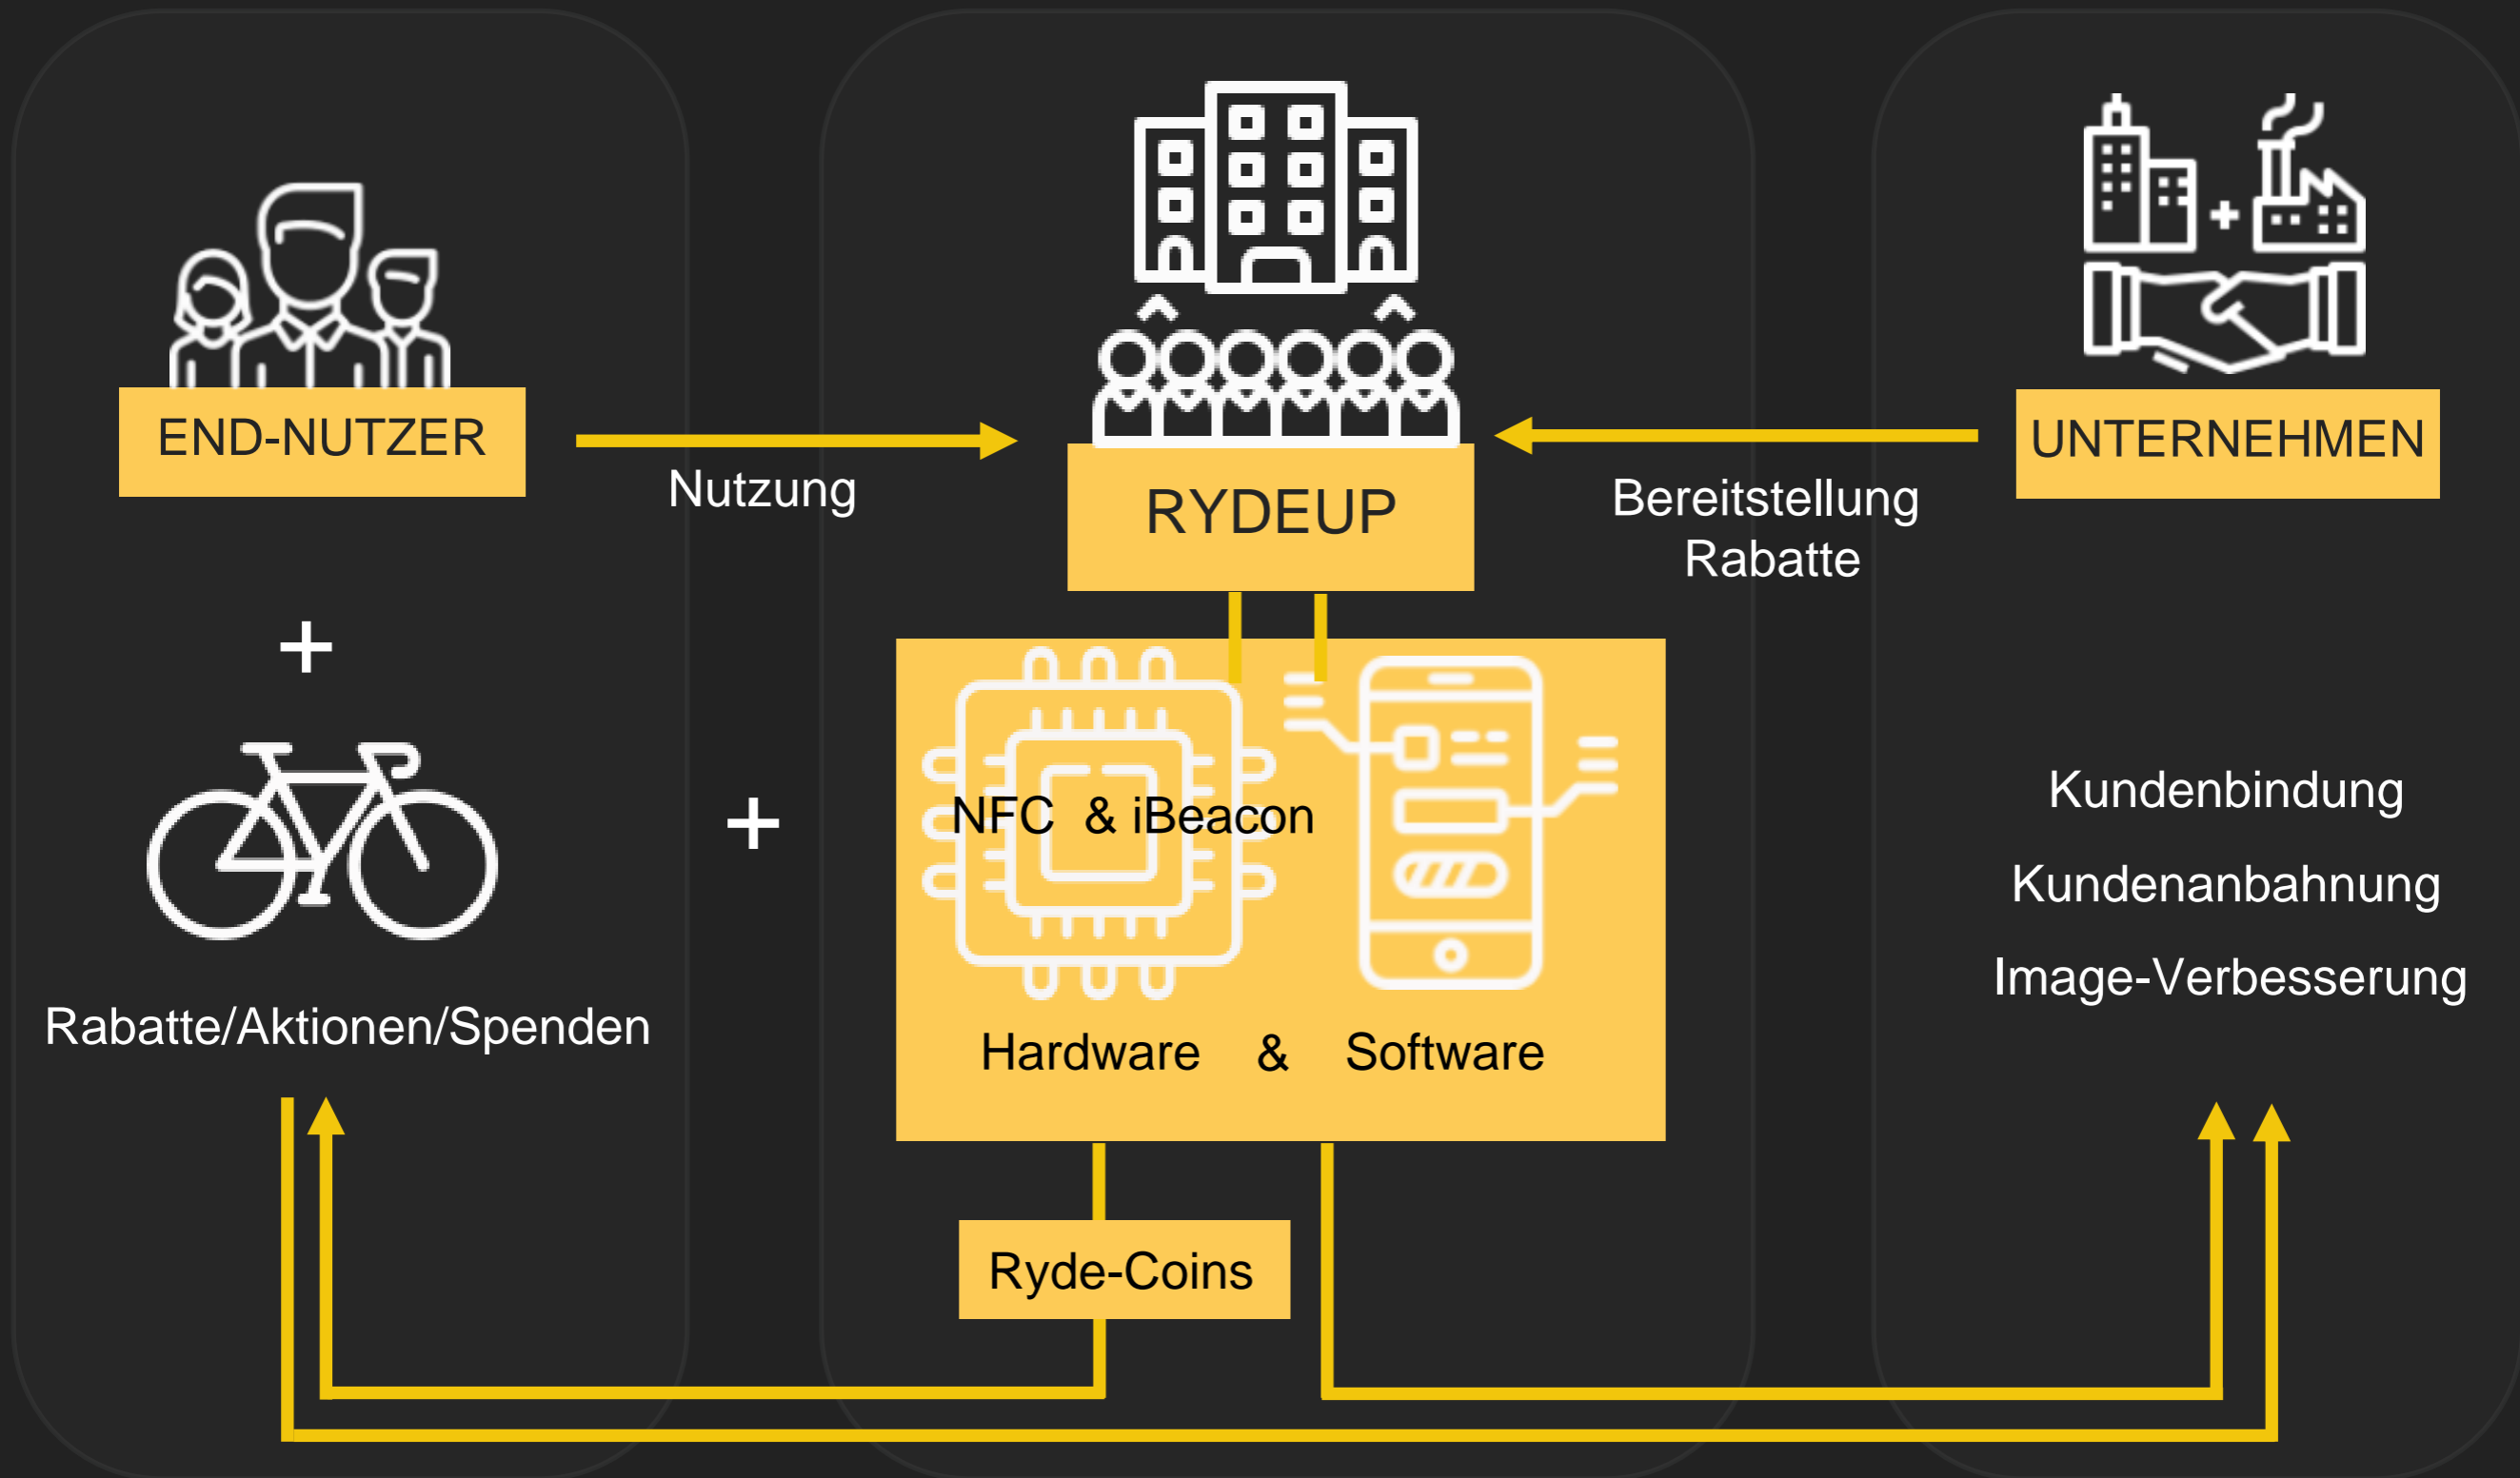 END-NUTZER
Nutzung
RYDEUP
Bereitstellung
Rabatte
UNTERNEHMEN
+
+
NFC & iBeacon
Hardware & Software
Rabatte/Aktionen/Spenden
Kundenbindung
Kundenanbahnung
Image-Verbesserung
Ryde-Coins